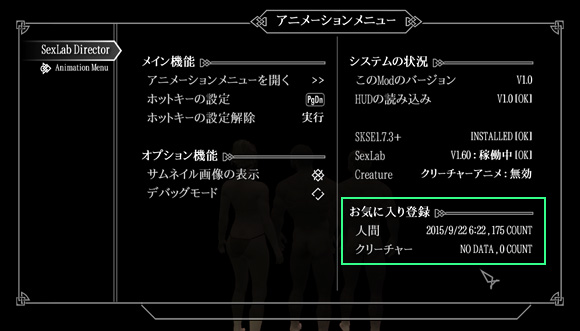 アニメーションメニュー
SexLab Director
Animation Menu
メイン機能
アニメーションメニューを開く >>
ホットキーの設定 PgDn
ホットキーの設定解除 実行
オプション機能
サムネイル画像の表示
デバッグモード
システムの状況
このModのバージョン V1.0
HUDの読み込み V1.0 [OK]
SKSE1.7.3+ INSTALLED [OK]
SexLab V1.60 : 稼働中 [OK]
Creature クリーチャーアニメ : 無効
お気に入り登録
人間 2015/9/22 6:22 , 175 COUNT
クリーチャー NO DATA , 0 COUNT